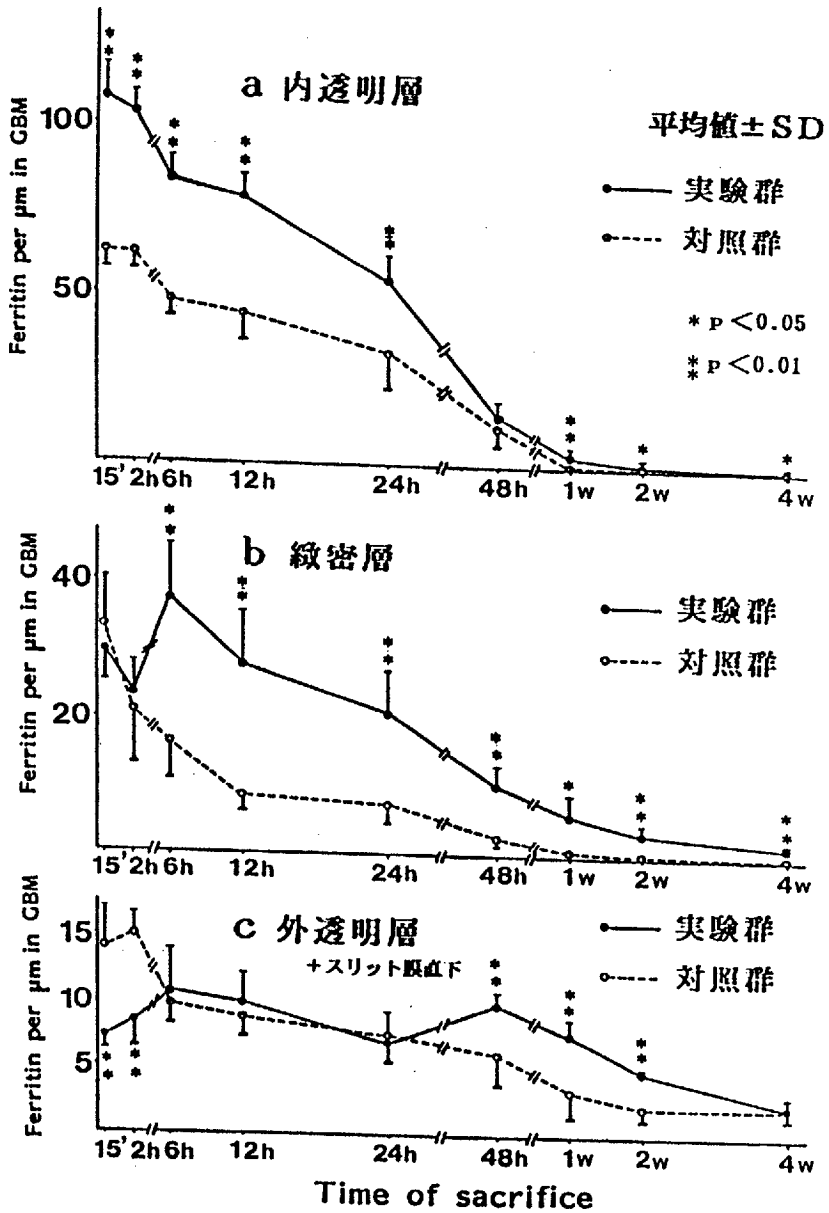 a 内透明層
平均値±SD
実験群
対照群
* p<0.05
** p<0.01
Ferritin per μm in GBM
100
50
15' 2h 6h 12h 24h 48h 1w 2w 4w
b 緻密層
実験群
対照群
Ferritin per μm in GBM
40
20
15' 2h 6h 12h 24h 48h 1w 2w 4w
c 外透明層
+スリット膜直下
実験群
対照群
Ferritin per μm in GBM
15
10
5
15' 2h 6h 12h 24h 48h 1w 2w 4w
Time of sacrifice